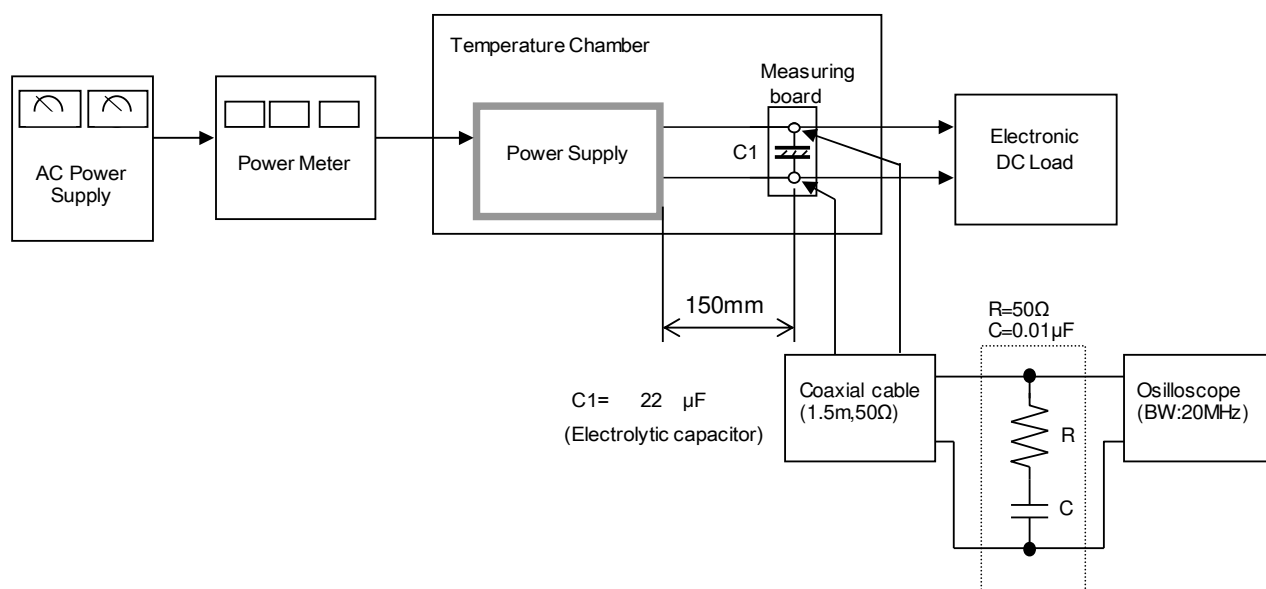 Temperature Chamber
Measuring
board
AC Power
Supply
Power Meter
Power Supply
C1
Electronic
DC Load
150mm
R=50Ω
C=0.01µF
C1= 22 µF
(Electrolytic capacitor)
Coaxial cable
(1.5m,50Ω)
R
C
Osilloscope
(BW:20MHz)